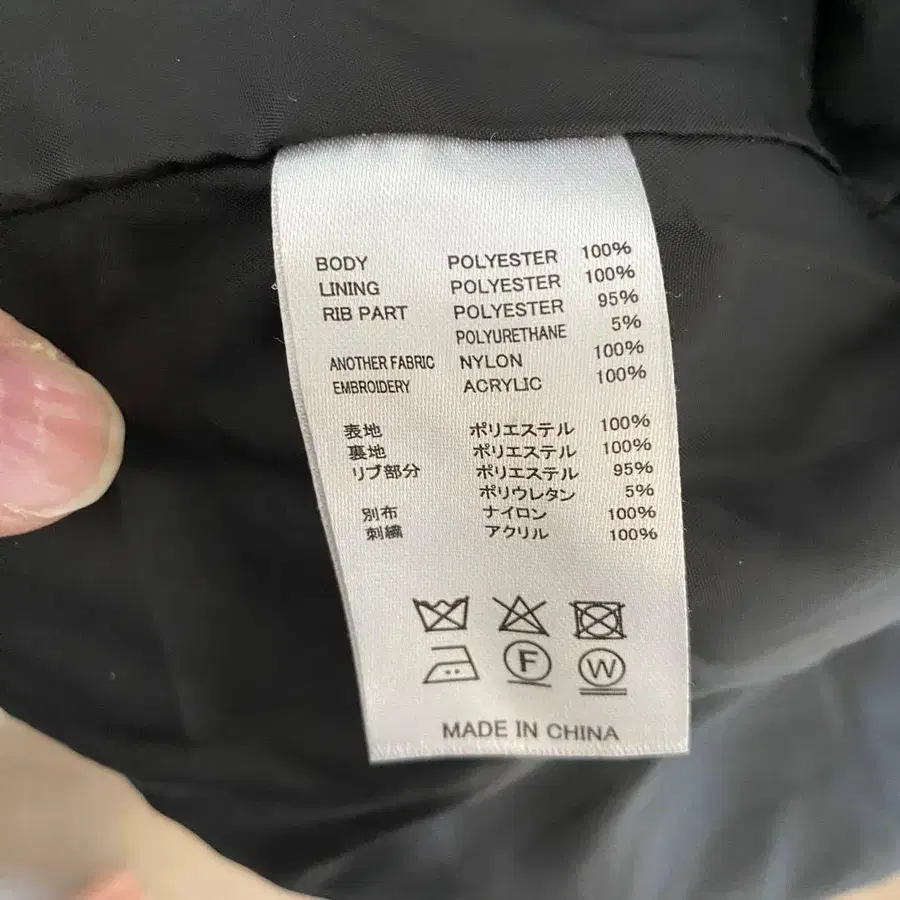 BODY POLYESTER 100%
LINING POLYESTER 100%
RIB PART POLYESTER 95%
POLYURETHANE 5%
ANOTHER FABRIC NYLON 100%
EMBROIDERY ACRYLIC 100%
表地 ポリエステル 100%
裏地 ポリエステル 100%
リブ部分 ポリエステル 95%
ポリウレタン 5%
別布 ナイロン 100%
刺繍 アクリル 100%
F W
MADE IN CHINA